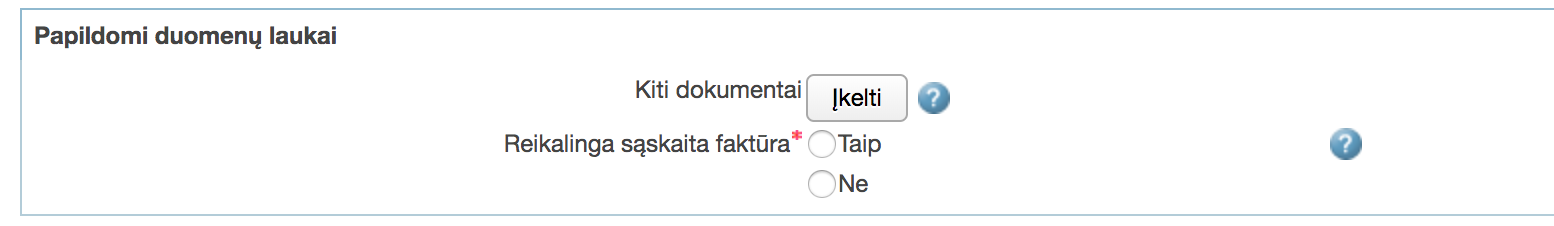 Papildomi duomenų laukai
Kiti dokumentai Įkelti ?
Reikalinga sąskaita faktūra* Taip ?
Ne